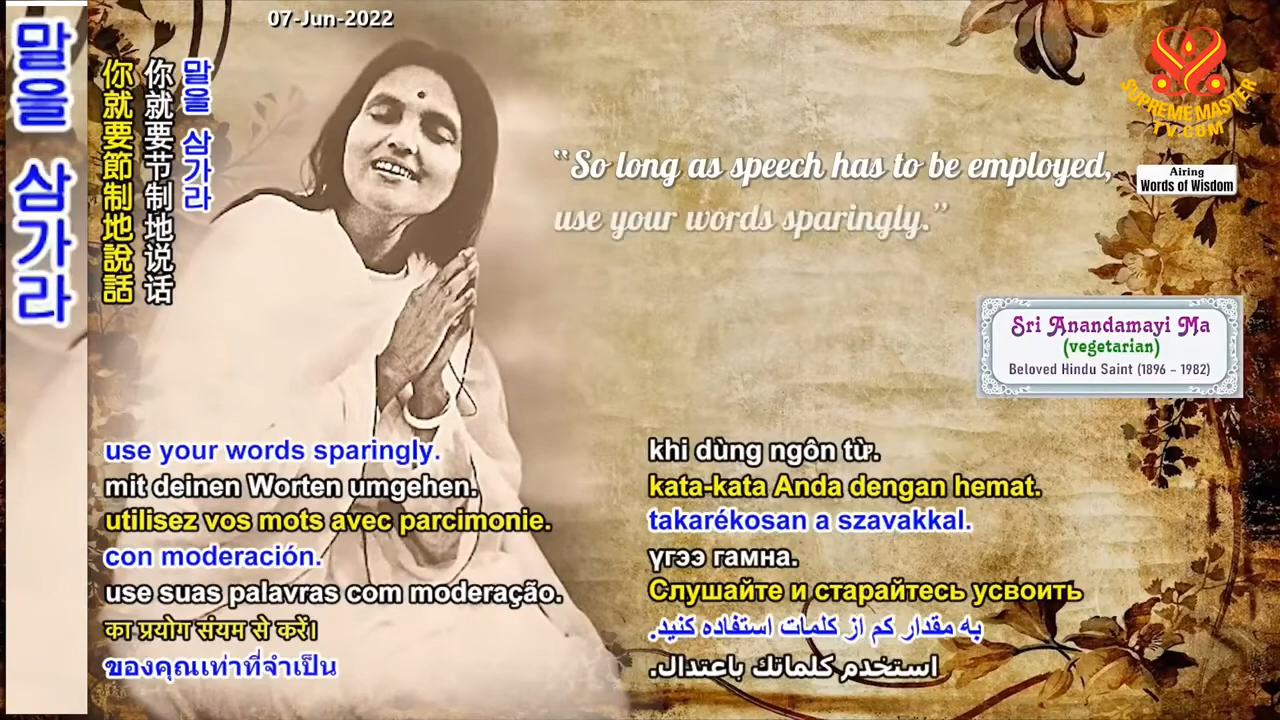 07-Jun-2022
말을 삼가라
你就要節制地說話
你就要节制地说话
말을 삼가라
SUPREME MASTER
TV.COM
“So long as speech has to be employed,
use your words sparingly.”
Airing
Words of Wisdom
Sri Anandamayi Ma
(vegetarian)
Beloved Hindu Saint (1896 – 1982)
use your words sparingly.
mit deinen Worten umgehen.
utilisez vos mots avec parcimonie.
con moderación.
use suas palavras com moderação.
का प्रयोग संयम से करें।
ของคุณเท่าที่จำเป็น
khi dùng ngôn từ.
kata-kata Anda dengan hemat.
takarékosan a szavakkal.
үгээ гамна.
Слушайте и старайтесь усвоить
به مقدار کم از کلمات استفاده کنید.
استخدم كلماتك باعتدال.